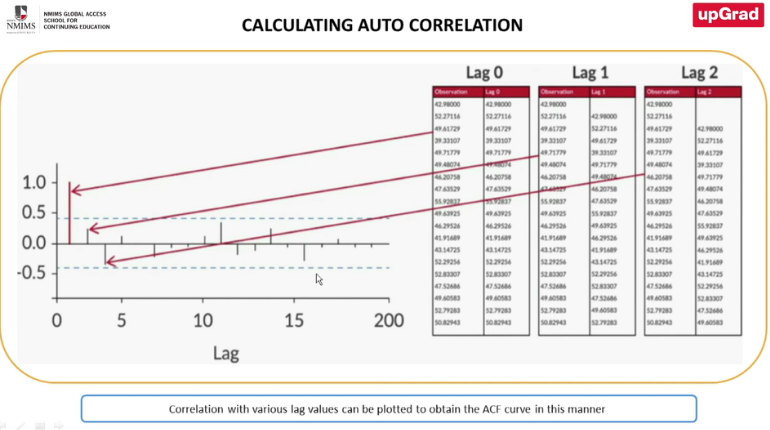 NMIMS
NMIMS GLOBAL ACCESS
SCHOOL FOR
CONTINUING EDUCATION
CALCULATING AUTO CORRELATION
upGrad
Lag 0 Lag 1 Lag 2
Observation Lag 0 Observation Lag 1 Observation Lag 2
42.98000 42.98000 42.98000 42.98000
52.27116 52.27116 52.27116 42.98000 52.27116
49.61729 49.61729 49.61729 52.27116 49.61729 42.98000
39.33107 39.33107 39.33107 49.61729 39.33107 52.27116
49.71779 49.71779 49.71779 39.33107 49.71779 49.61729
49.48074 49.48074 49.48074 49.71779 49.48074 39.33107
46.20758 46.20758 46.20758 49.48074 46.20758 49.71779
47.63529 47.63529 47.63529 46.20758 47.63529 49.48074
55.92837 55.92837 55.92837 47.63529 55.92837 46.20758
49.63925 49.63925 49.63925 55.92837 49.63925 47.63529
46.29526 46.29526 46.29526 49.63925 46.29526 55.92837
41.91689 41.91689 41.91689 46.29526 41.91689 49.63925
43.14725 43.14725 43.14725 41.91689 43.14725 46.29526
52.29256 52.29256 52.29256 43.14725 52.29256 41.91689
52.83307 52.83307 52.83307 52.29256 52.83307 43.14725
47.52686 47.52686 47.52686 52.83307 47.52686 52.29256
49.60583 49.60583 49.60583 47.52686 49.60583 52.83307
52.79283 52.79283 52.79283 49.60583 52.79283 47.52686
50.82943 50.82943 50.82943 52.79283 50.82943 49.60583
1.0
0.5
0.0
-0.5
0 5 10 15 200
Lag
Correlation with various lag values can be plotted to obtain the ACF curve in this manner